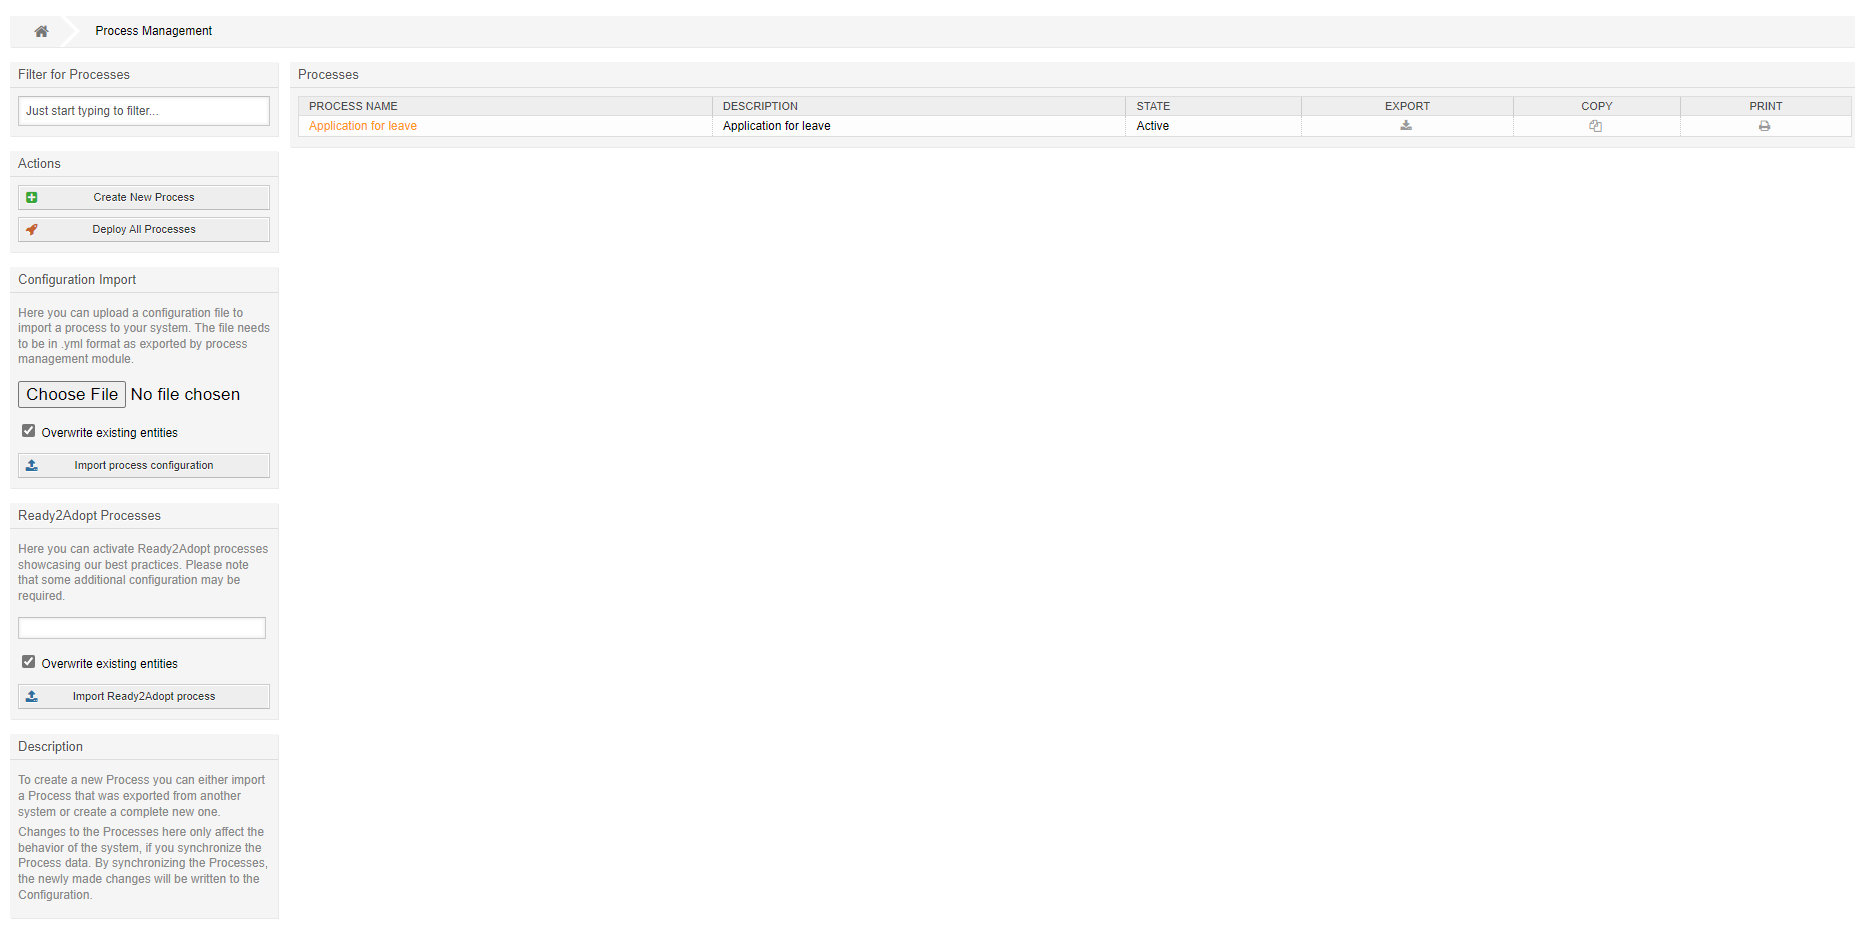 Process Management
Filter for Processes
Just start typing to filter...
Actions
Create New Process
Deploy All Processes
Configuration Import
Here you can upload a configuration file to
import a process to your system. The file needs
to be in .yml format as exported by process
management module.
Choose File No file chosen
Overwrite existing entities
Import process configuration
Ready2Adopt Processes
Here you can activate Ready2Adopt processes
showcasing our best practices. Please note
that some additional configuration may be
required.
Overwrite existing entities
Import Ready2Adopt process
Description
To create a new Process you can either import
a Process that was exported from another
system or create a complete new one.
Changes to the Processes here only affect the
behavior of the system, if you synchronize the
Process data. By synchronizing the Processes,
the newly made changes will be written to the
Configuration.
Processes
PROCESS NAME DESCRIPTION STATE EXPORT COPY PRINT
Application for leave Application for leave Active